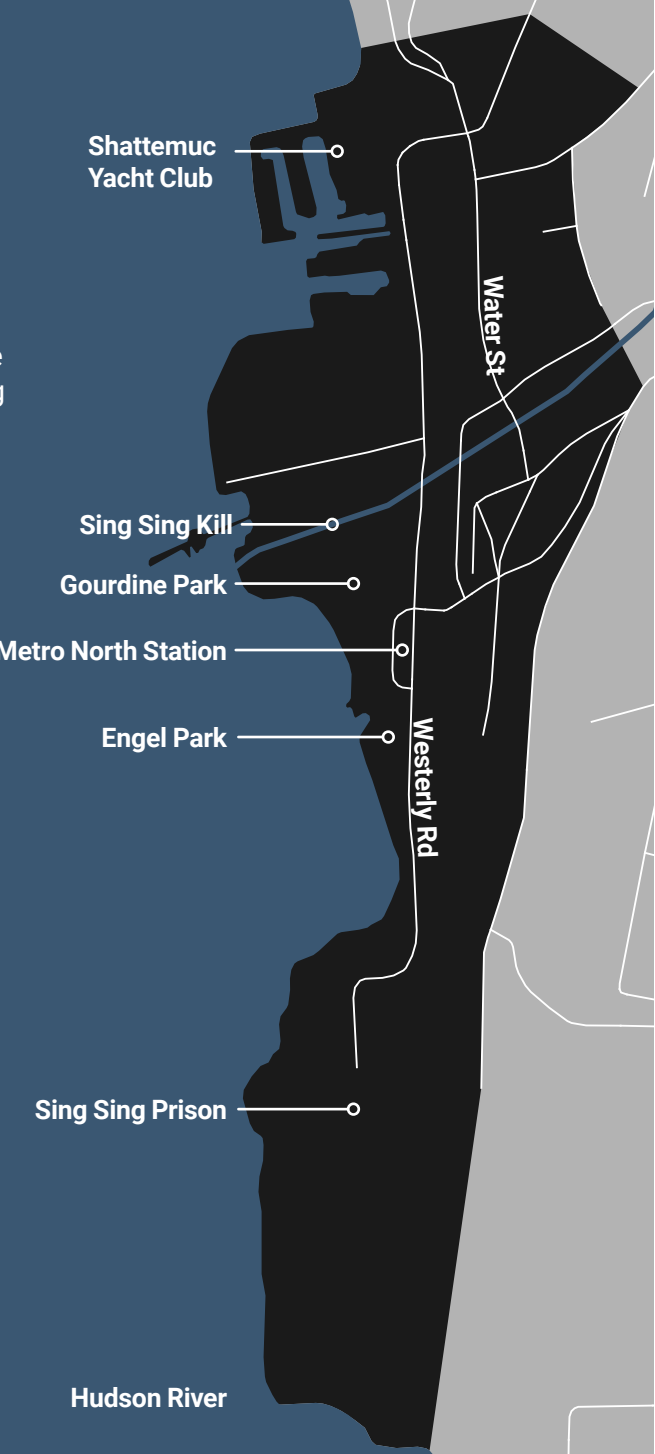 Shattemuc
Yacht Club
Water St
Sing Sing Kill
Gourdine Park
Metro North Station
Engel Park
Westerly Rd
Sing Sing Prison
Hudson River